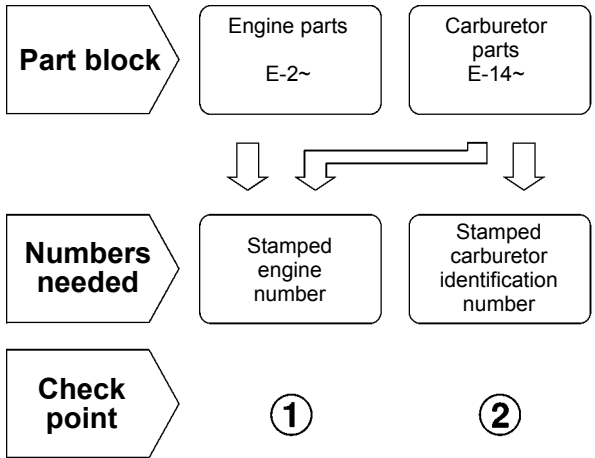 Part block
Engine parts
E-2~
Carburetor
parts
E-14~
Numbers
needed
Stamped
engine
number
Stamped
carburetor
identification
number
Check
point
①
②